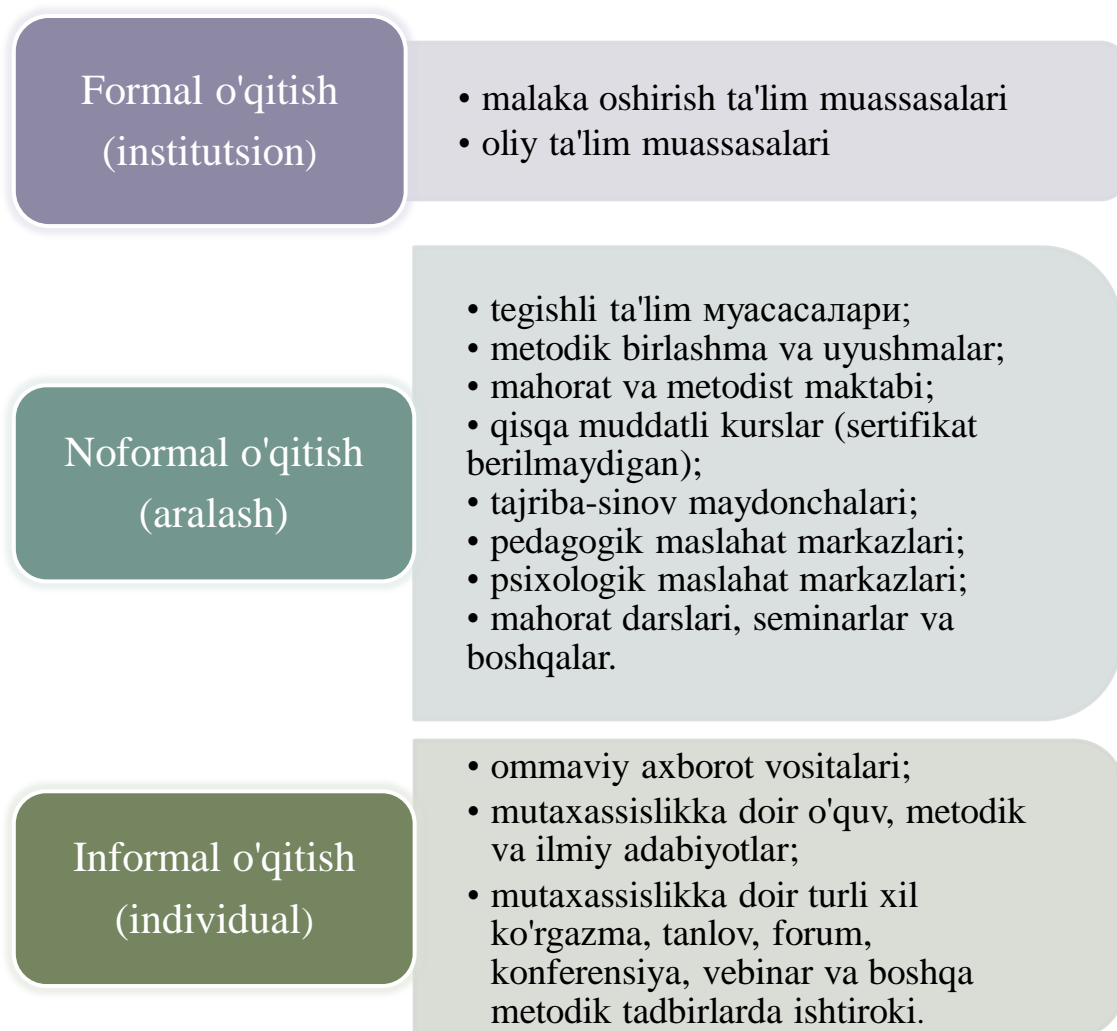 Formal o'qitish
(institutsion)
• malaka oshirish ta'lim muassasalari
• oliy ta'lim muassasalari
Noformal o'qitish
(aralash)
• tegishli ta'lim муасасалари;
• metodik birlashma va uyushmalar;
• mahorat va metodist maktabi;
• qisqa muddatli kurslar (sertifikat
berilmaydigan);
• tajriba-sinov maydonchalari;
• pedagogik maslahat markazlari;
• psixologik maslahat markazlari;
• mahorat darslari, seminarlar va
boshqalar.
Informal o'qitish
(individual)
• ommaviy axborot vositalari;
• mutaxassislikka doir o'quv, metodik
va ilmiy adabiyotlar;
• mutaxassislikka doir turli xil
ko'rgazma, tanlov, forum,
konferensiya, vebinar va boshqa
metodik tadbirlarda ishtiroki.